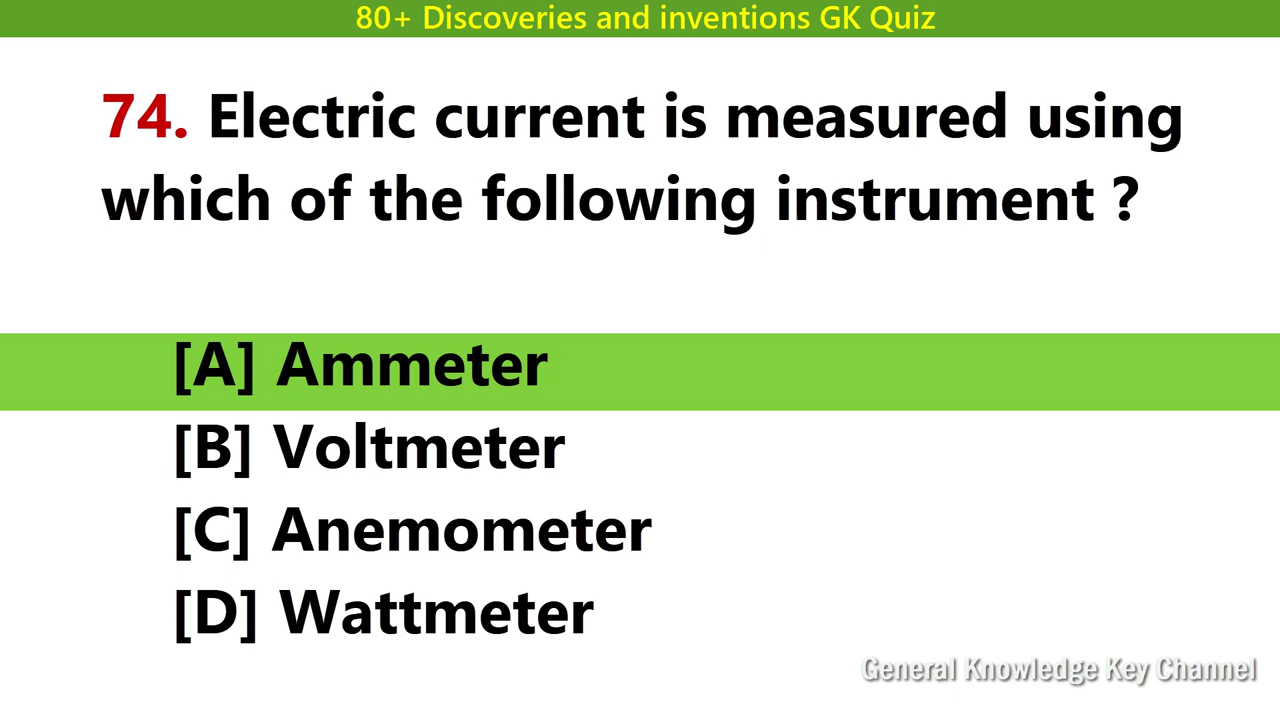 80+ Discoveries and inventions GK Quiz
74. Electric current is measured using
which of the following instrument ?
[A] Ammeter
[B] Voltmeter
[C] Anemometer
[D] Wattmeter
General Knowledge Key Channel